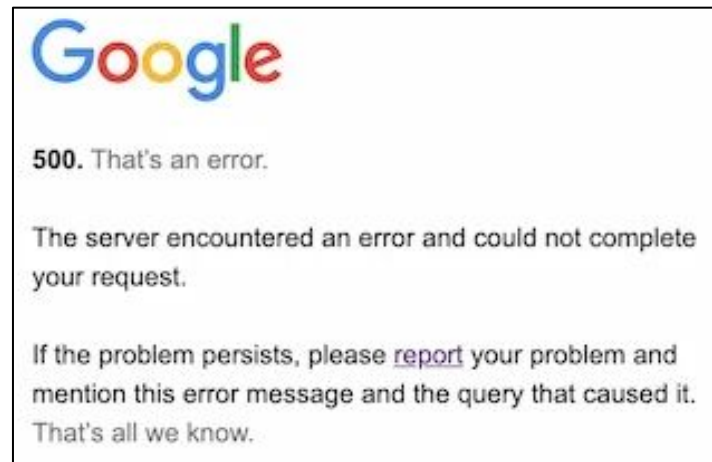 Google
500. That's an error.
The server encountered an error and could not complete
your request.
If the problem persists, please report your problem and
mention this error message and the query that caused it.
That's all we know.